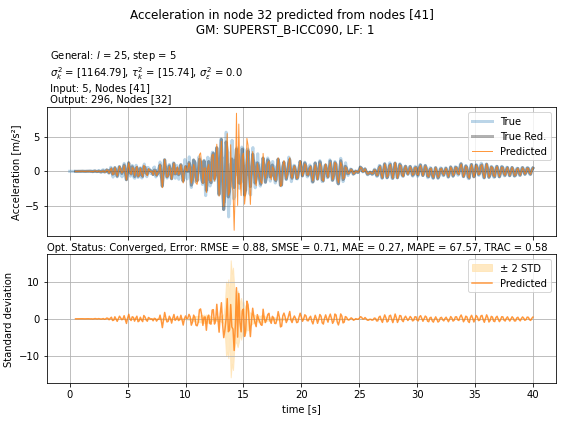 Acceleration in node 32 predicted from nodes [41]
GM: SUPERST_B-ICC090, LF: 1
General: l = 25, step = 5
σ²ₖ = [1164.79], τ²ₖ = [15.74], σ²ε = 0.0
Input: 5, Nodes [41]
Output: 296, Nodes [32]
Acceleration [m/s²]
5
0
−5
True
True Red.
Predicted
Opt. Status: Converged, Error: RMSE = 0.88, SMSE = 0.71, MAE = 0.27, MAPE = 67.57, TRAC = 0.58
Standard deviation
10
0
−10
± 2 STD
Predicted
0 5 10 15 20 25 30 35 40
time [s]